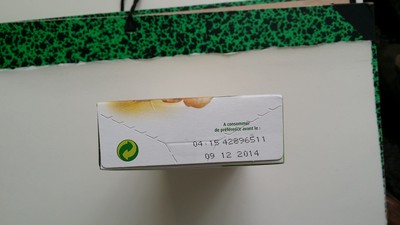 A consommer
de préférence avant le :
04:15 42896511
09 12 2014